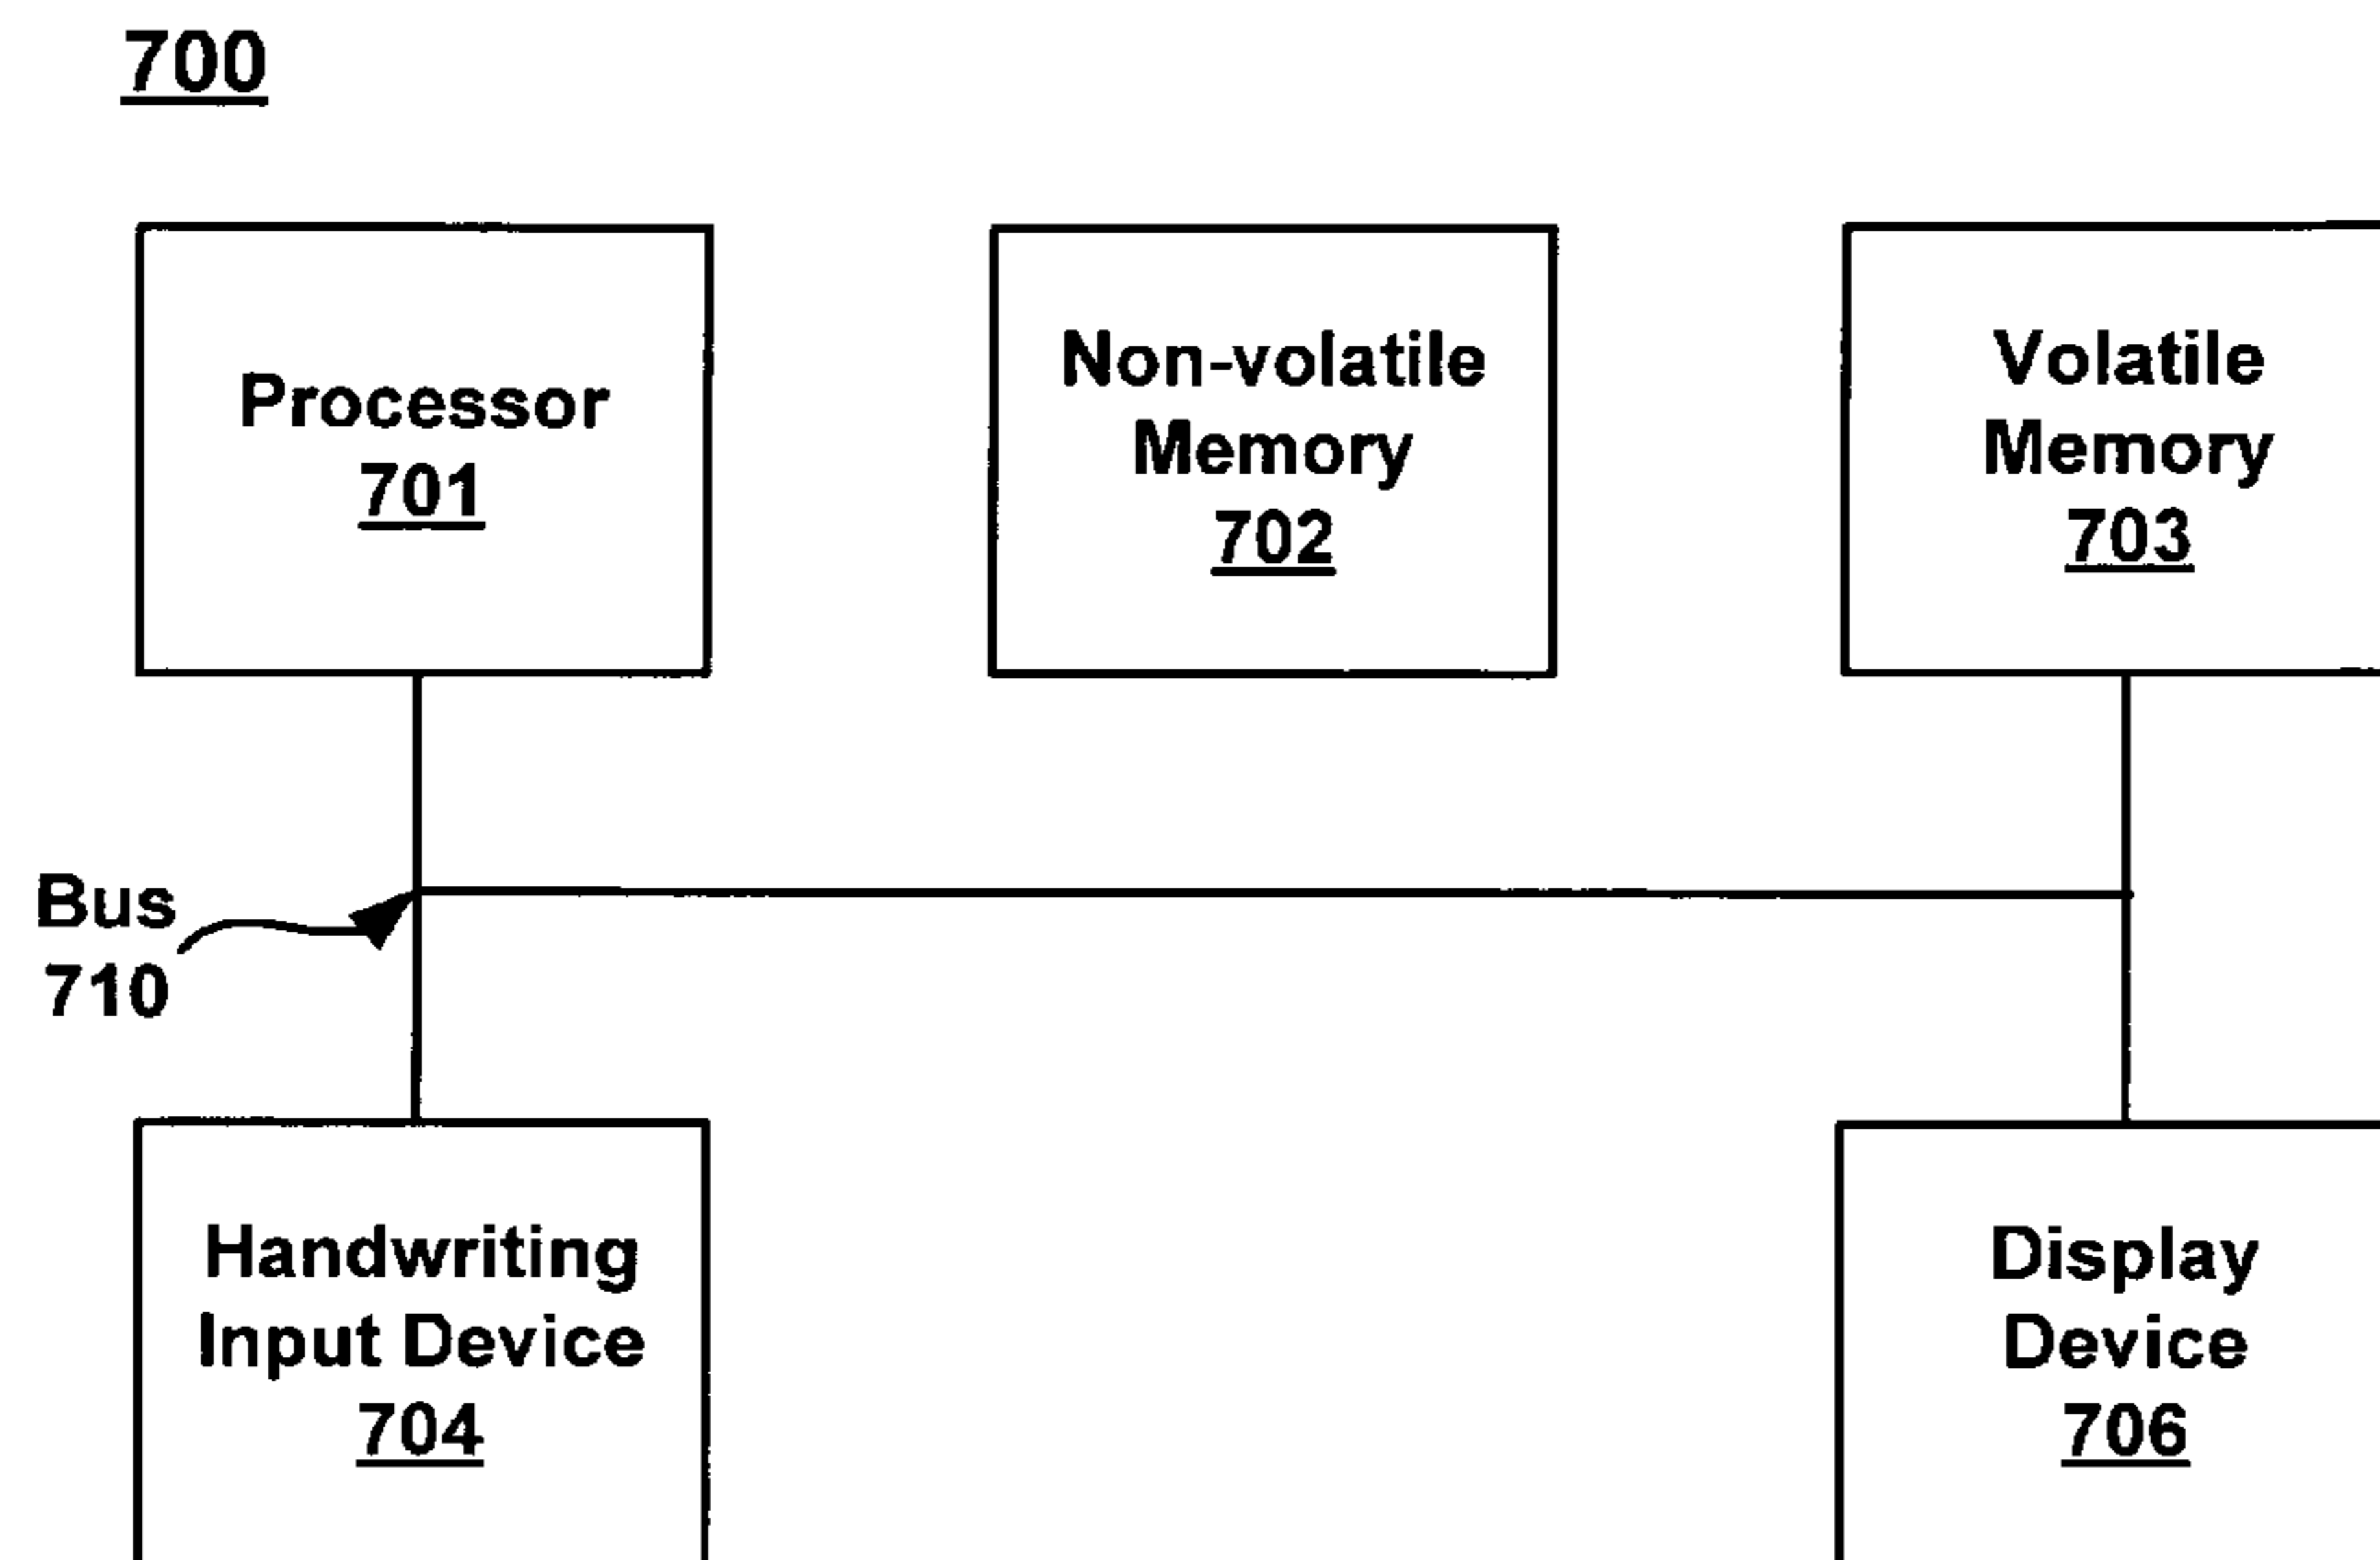 700
Processor
701
Non-volatile
Memory
702
Volatile
Memory
703
Bus
710
Handwriting
Input Device
704
Display
Device
706